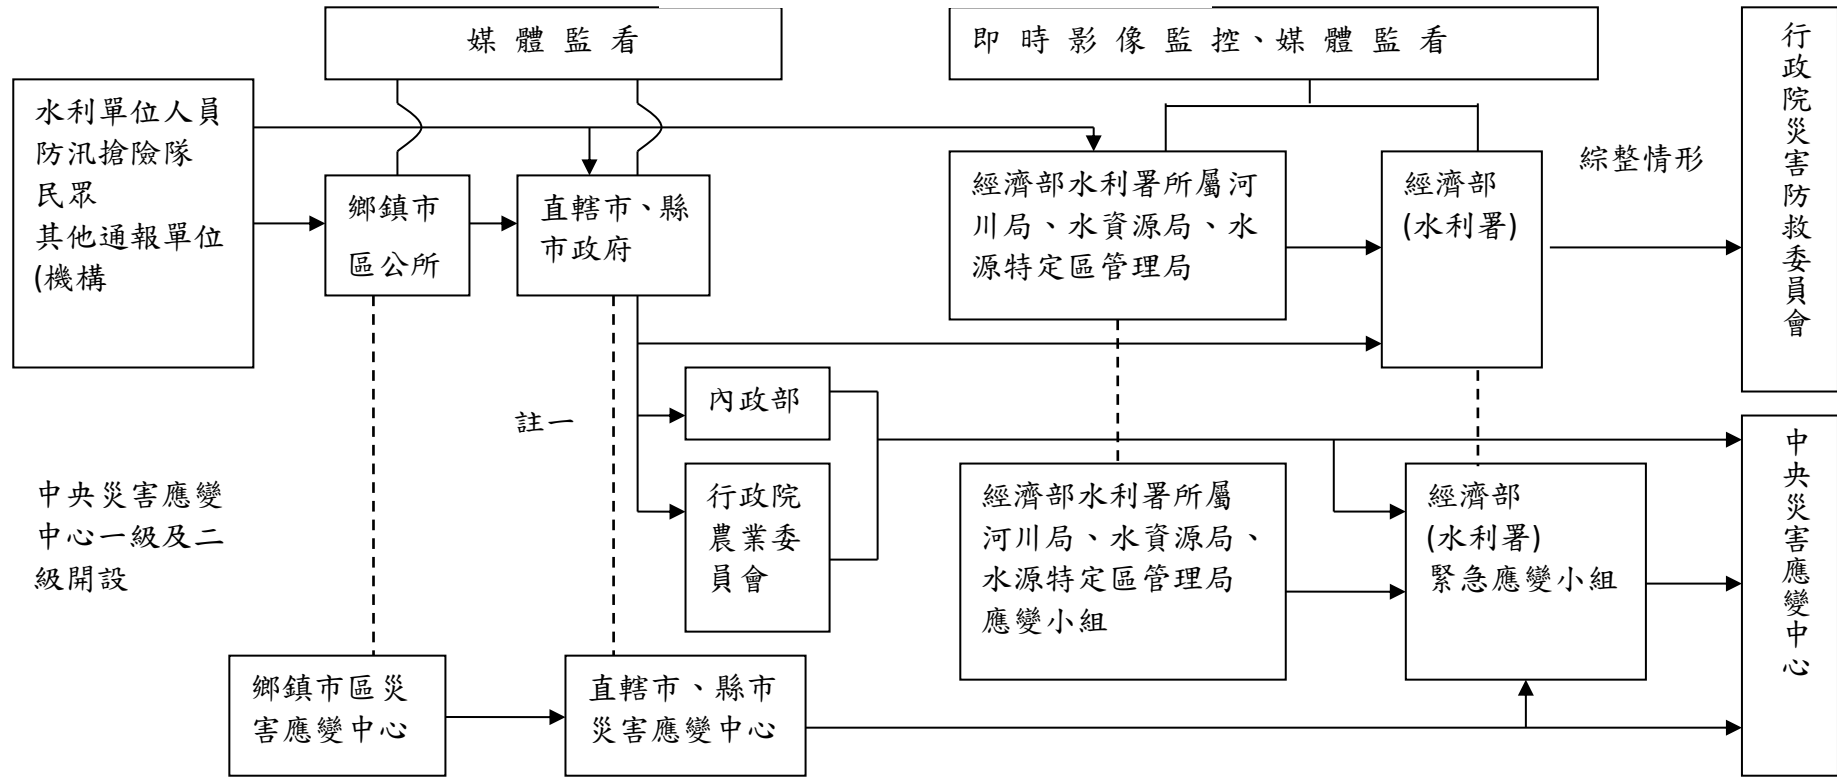 媒體監看
即時影像監控、媒體監看
行政院災害防救委員會
水利單位人員
防汛搶險隊
民眾
其他通報單位
(機構
鄉鎮市
區公所
直轄市、縣
市政府
經濟部水利署所屬河
川局、水資源局、水
源特定區管理局
經濟部
(水利署)
綜整情形
內政部
註一
行政院
農業委
員會
中央災害應變
中心一級及二
級開設
經濟部水利署所屬
河川局、水資源局、
水源特定區管理局
應變小組
經濟部
(水利署)
緊急應變小組
中央災害應變中心
鄉鎮市區災
害應變中心
直轄市、縣市
災害應變中心